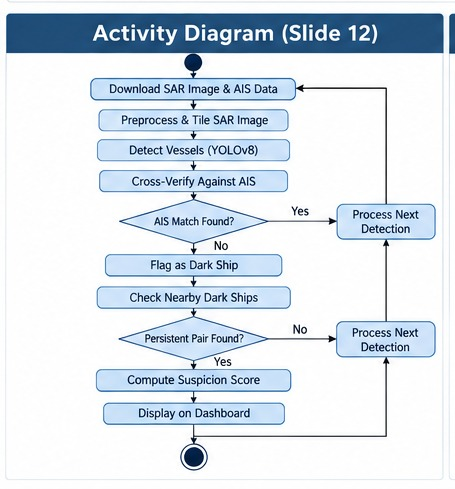 Activity Diagram (Slide 12)
Download SAR Image & AIS Data
Preprocess & Tile SAR Image
Detect Vessels (YOLOv8)
Cross-Verify Against AIS
AIS Match Found?
Yes
Process Next
Detection
No
Flag as Dark Ship
Check Nearby Dark Ships
Persistent Pair Found?
No
Process Next
Detection
Yes
Compute Suspicion Score
Display on Dashboard